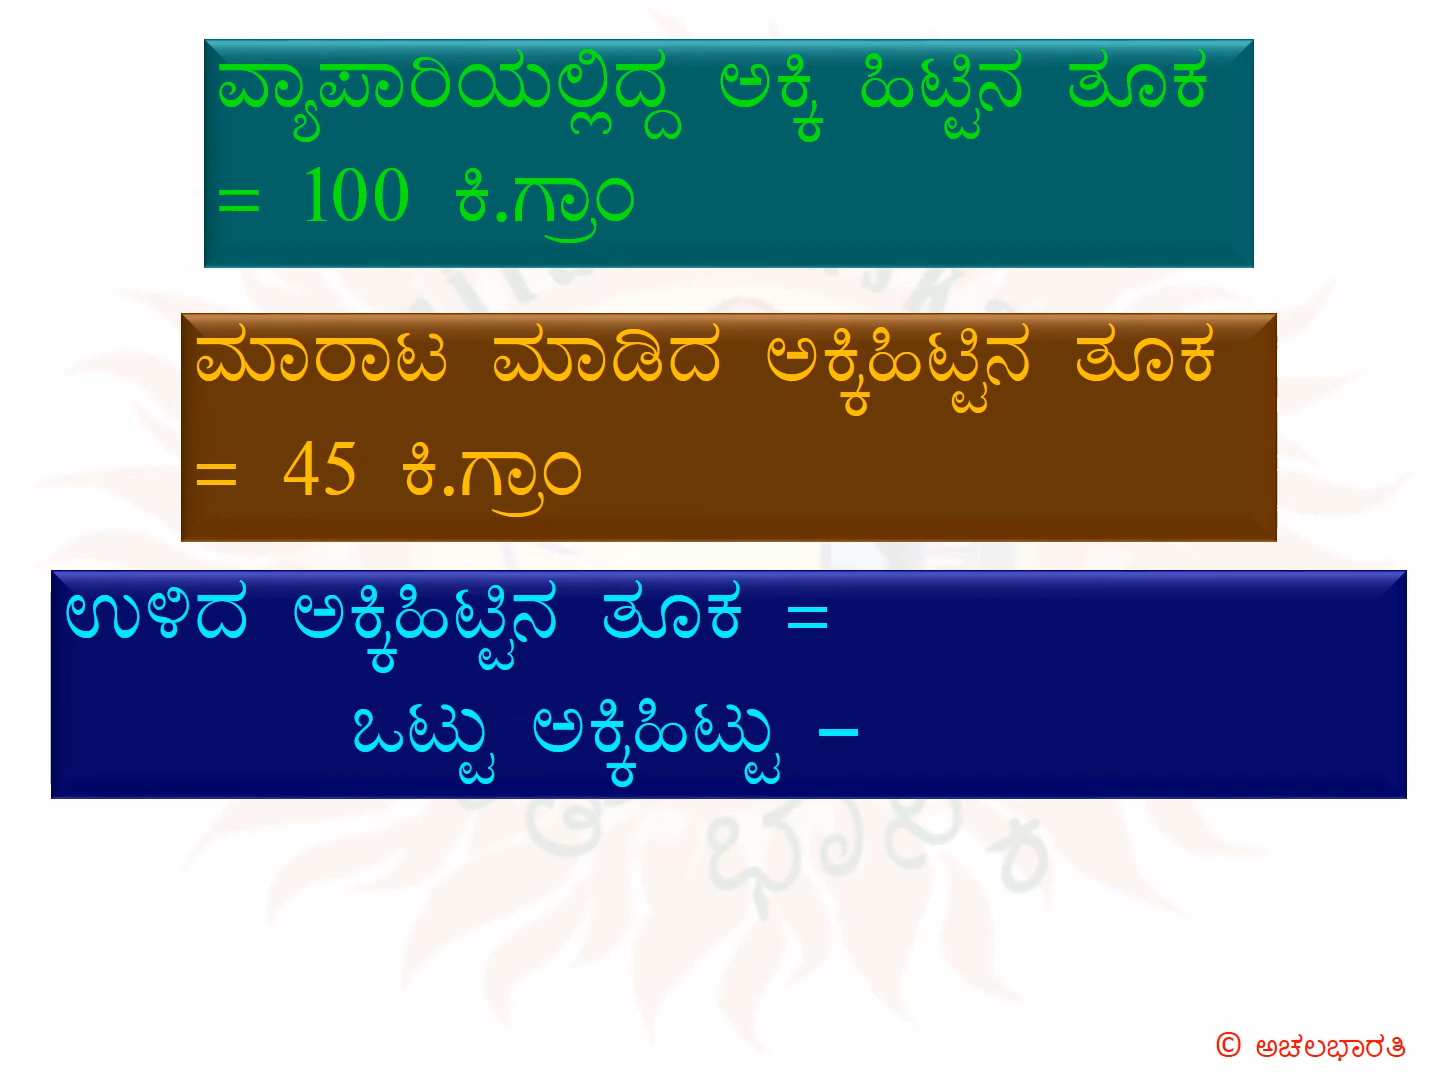 ವ್ಯಾಪಾರಿಯಲ್ಲಿದ್ದ ಅಕ್ಕಿ ಹಿಟ್ಟಿನ ತೂಕ
= 100 ಕಿ.ಗ್ರಾಂ
ಮಾರಾಟ ಮಾಡಿದ ಅಕ್ಕಿಹಿಟ್ಟಿನ ತೂಕ
= 45 ಕಿ.ಗ್ರಾಂ
ಉಳಿದ ಅಕ್ಕಿಹಿಟ್ಟಿನ ತೂಕ =
ಒಟ್ಟು ಅಕ್ಕಿಹಿಟ್ಟು –
© ಅಚಲಭಾರತಿ